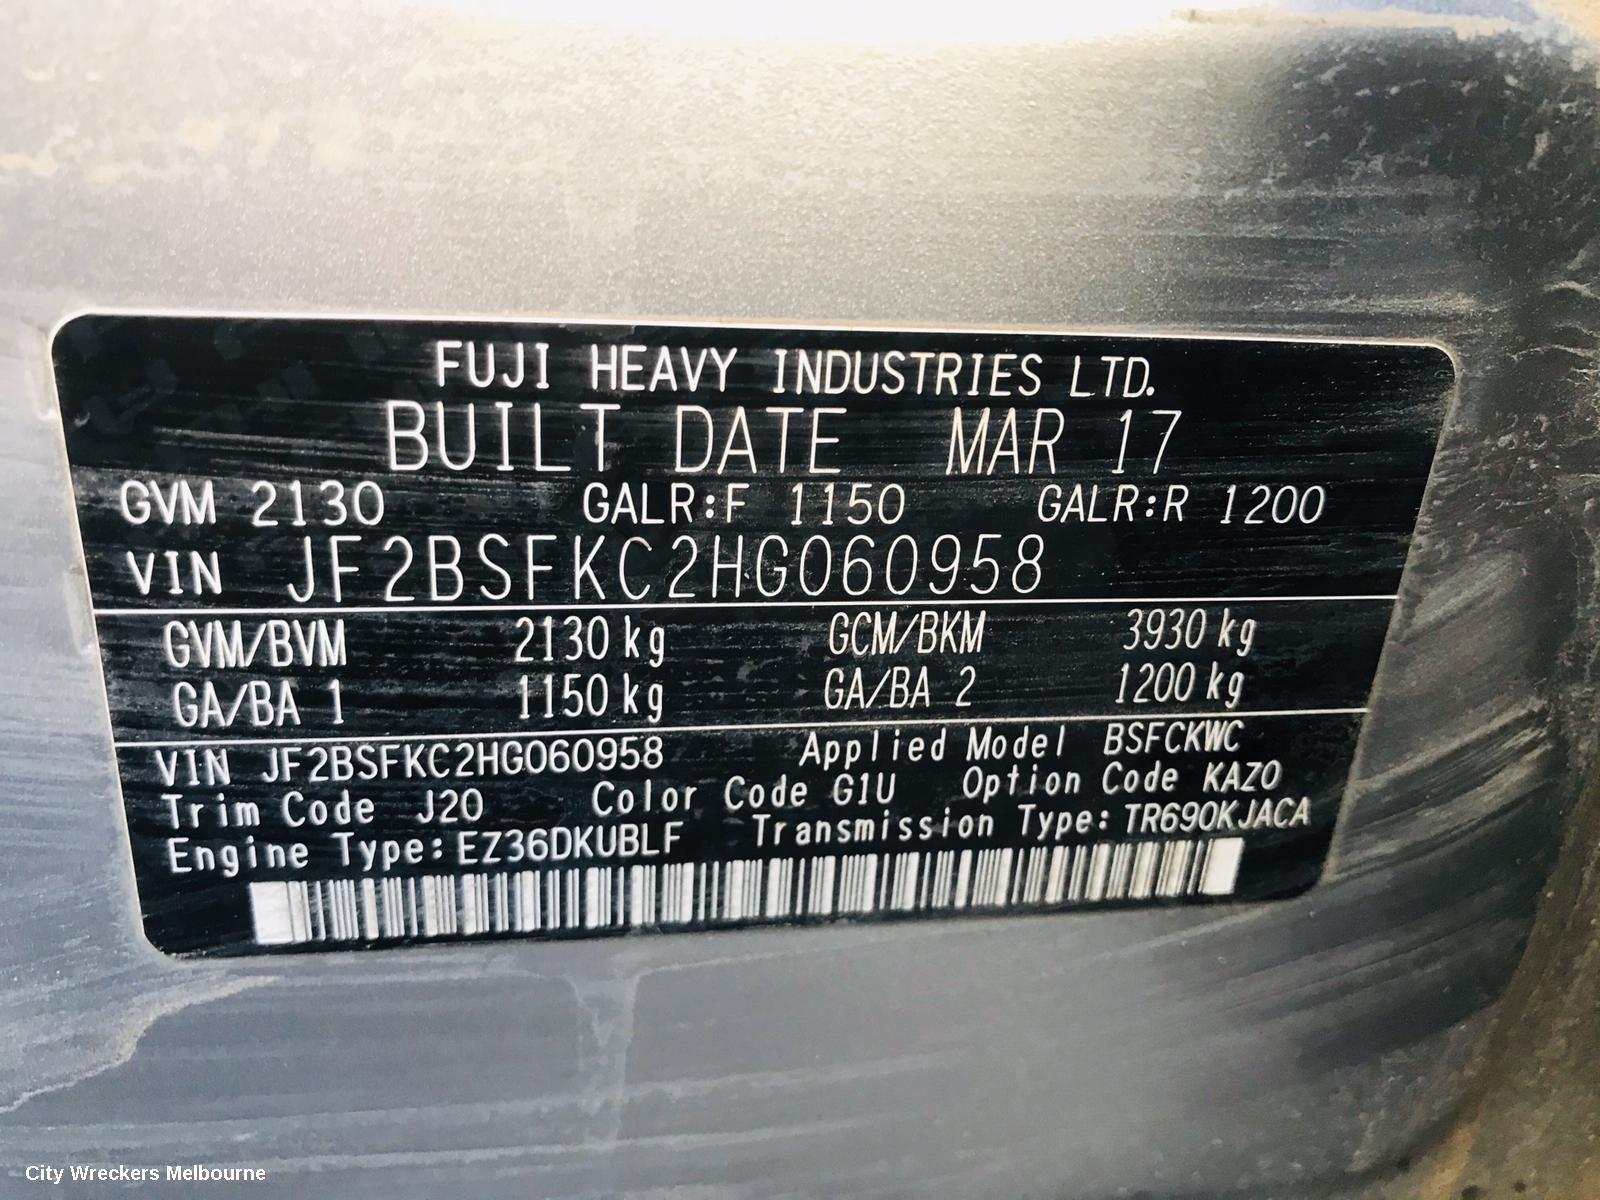 FUJI HEAVY INDUSTRIES LTD.
BUILT DATE MAR 17
GVM 2130 GALR:F 1150 GALR:R 1200
VIN JF2BSFKC2HG060958
GVM/BVM 2130 kg GCM/BKM 3930 kg
GA/BA 1 1150 kg GA/BA 2 1200 kg
VIN JF2BSFKC2HG060958 Applied Model BSFCKWC
Trim Code J20 Color Code G1U Option Code KAZO
Engine Type: EZ36DKUBLF Transmission Type: TR690KJACA
City Wreckers Melbourne